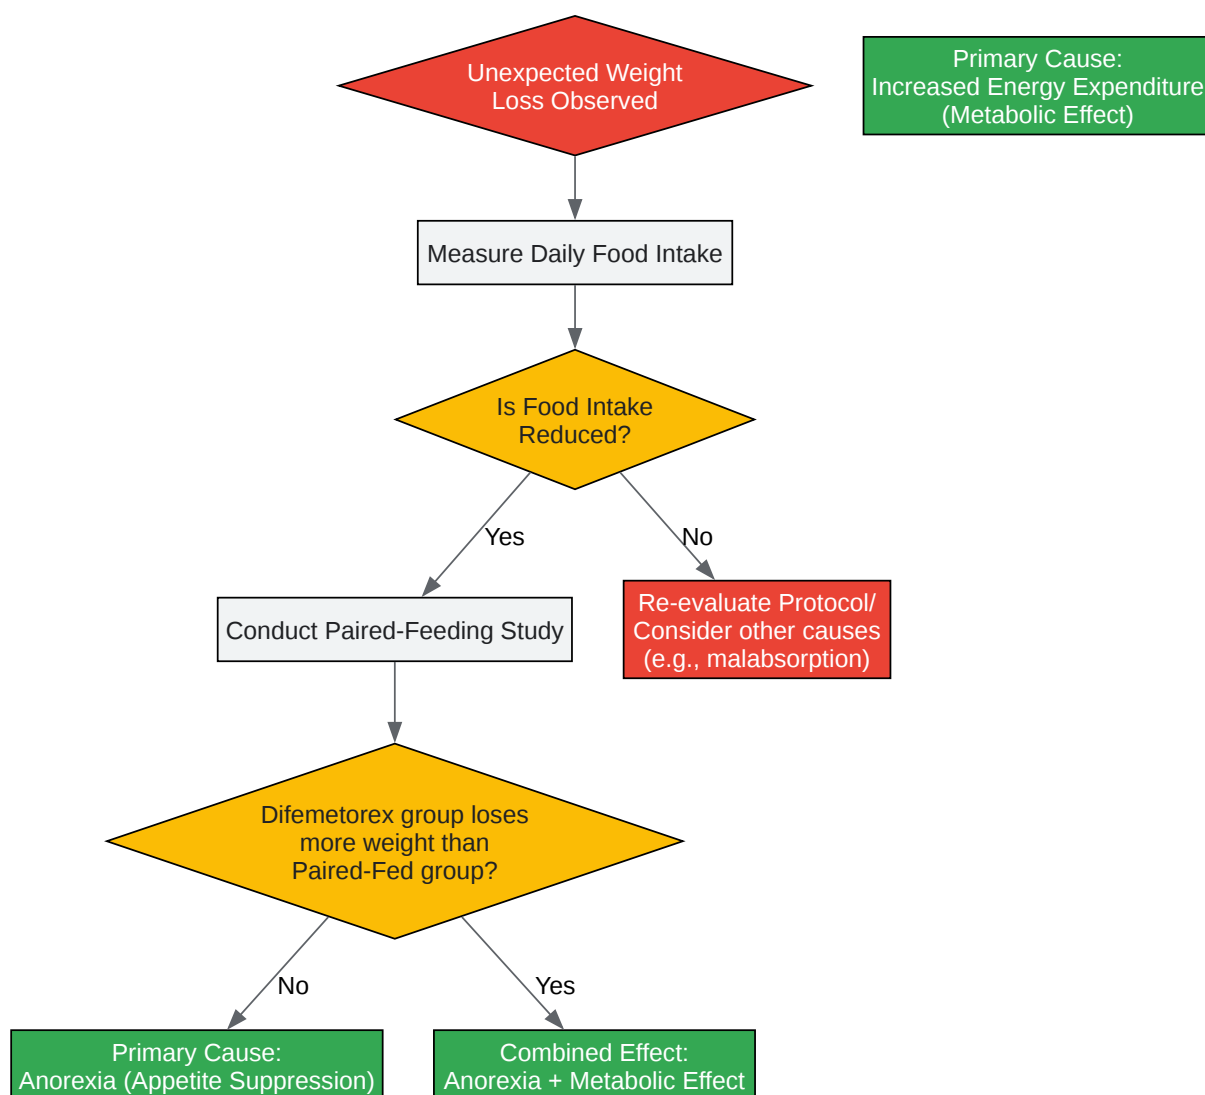 Unexpected Weight
Loss Observed
Primary Cause:
Increased Energy Expenditure
(Metabolic Effect)
Measure Daily Food Intake
Is Food Intake
Reduced?
Yes
No
Conduct Paired-Feeding Study
Re-evaluate Protocol/
Consider other causes
(e.g., malabsorption)
Difemetorex group loses
more weight than
Paired-Fed group?
No
Yes
Primary Cause:
Anorexia (Appetite Suppression)
Combined Effect:
Anorexia + Metabolic Effect